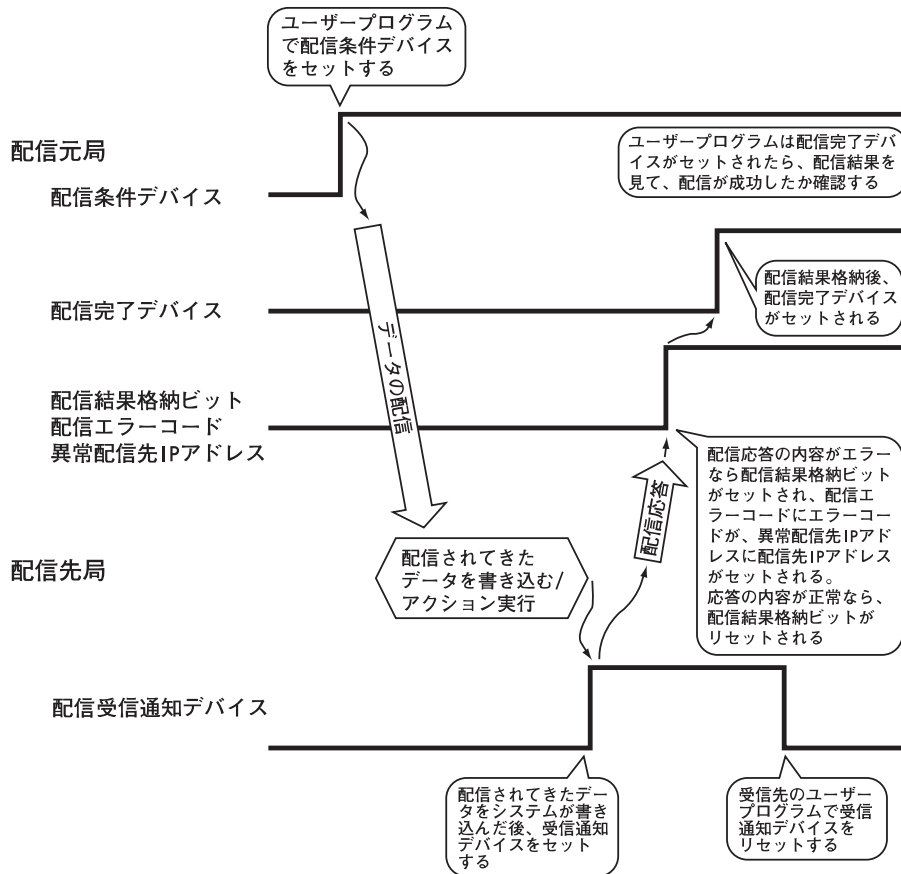 ユーザープログラム
で配信条件デバイス
をセットする
配信元局
ユーザープログラムは配信完了デバ
イスがセットされたら、配信結果を
見て、配信が成功したか確認する
配信条件デバイス
配信結果格納後、
配信完了デバイス
がセットされる
配信完了デバイス
データの配信
配信結果格納ビット
配信エラーコード
異常配信先IPアドレス
配信応答の内容がエラー
なら配信結果格納ビット
がセットされ、配信エ
ラーコードにエラーコー
ドが、異常配信先IPアド
レスに配信先IPアドレス
がセットされる。
応答の内容が正常なら、
配信結果格納ビットが
リセットされる
配信応答
配信先局
配信されてきた
データを書き込む/
アクション実行
配信受信通知デバイス
配信されてきたデー
タをシステムが書き
込んだ後、受信通知
デバイスをセット
する
受信先のユーザー
プログラムで受信
通知デバイスを
リセットする